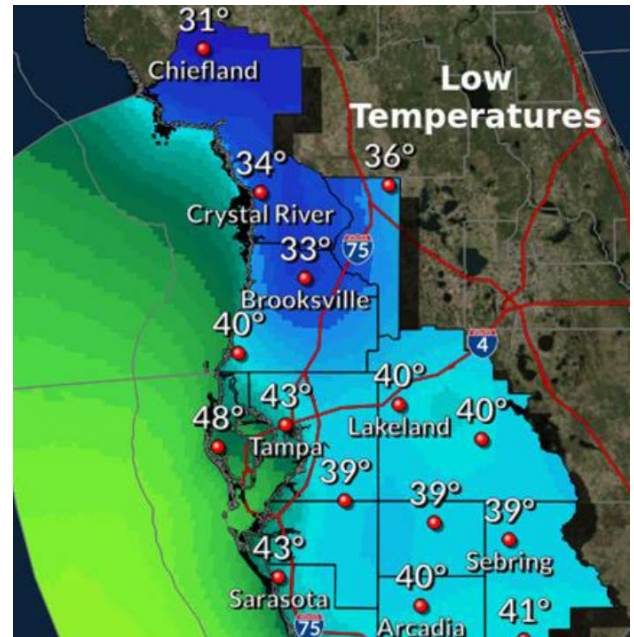 31°
Chiefland
Low
Temperatures
34°
36°
Crystal River
33°
75
Brooksville
40°
4
40°
43°
48°
Lakeland
40°
Tampa
39°
39°
39°
Sebring
43°
40°
Sarasota
Arcadia
41°
75